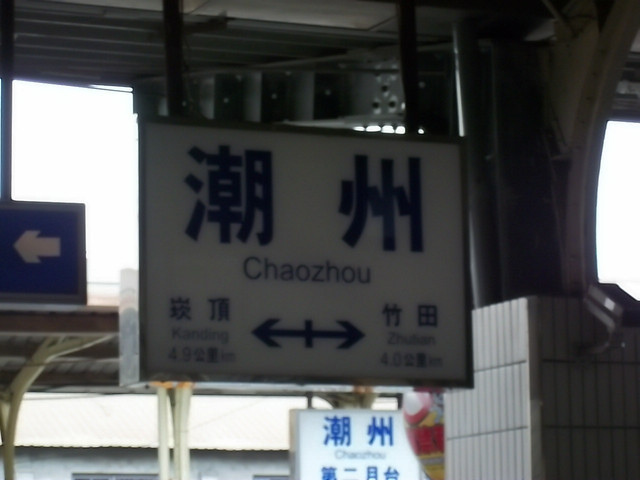 潮州
Chaozhou
崁頂 竹田
Kanding Zhutian
4.9公里km 4.0公里km
潮州
Chaozhou
第二月台